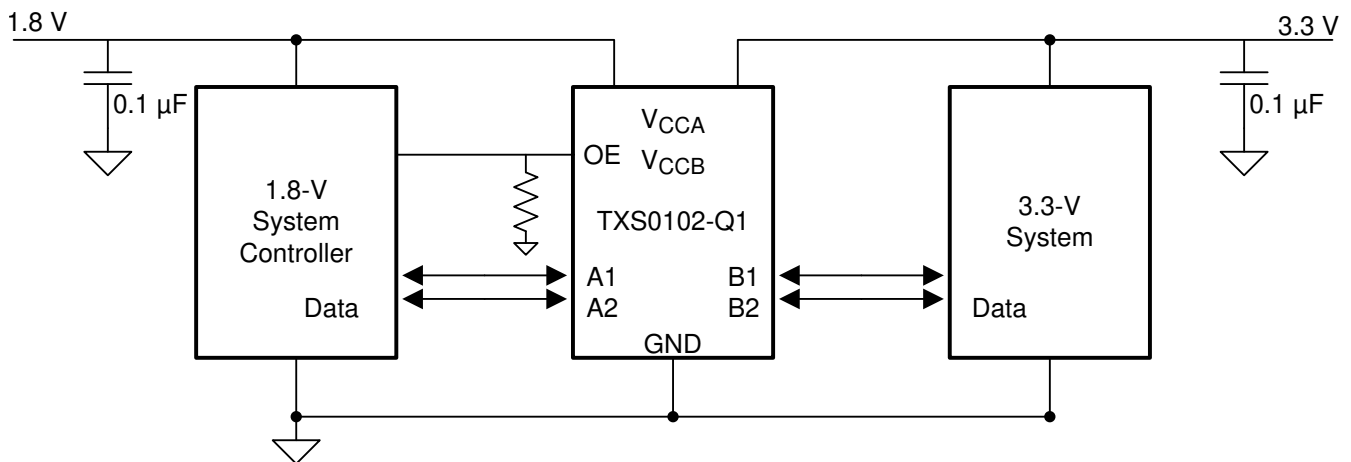 1.8 V
3.3 V
0.1 µF
0.1 µF
VCCA
OE
VCCB
1.8-V
System
Controller
TXS0102-Q1
3.3-V
System
A1
B1
A2
B2
Data
Data
GND